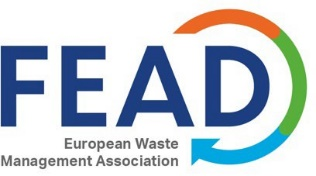 FEAD
European Waste
Management Association